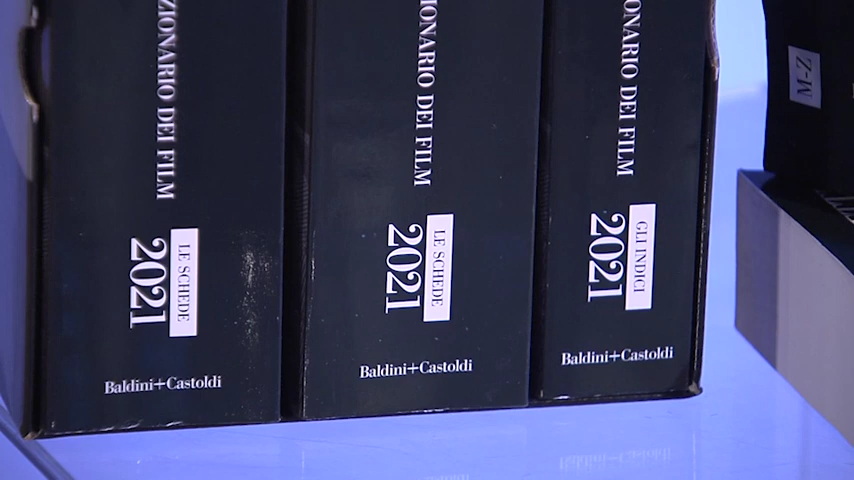 ZIONARIO DEI FILM
2021
LE SCHEDE
Baldini+Castoldi
ZIONARIO DEI FILM
2021
LE SCHEDE
Baldini+Castoldi
ZIONARIO DEI FILM
2021
GLI INDICI
Baldini+Castoldi
M-Z